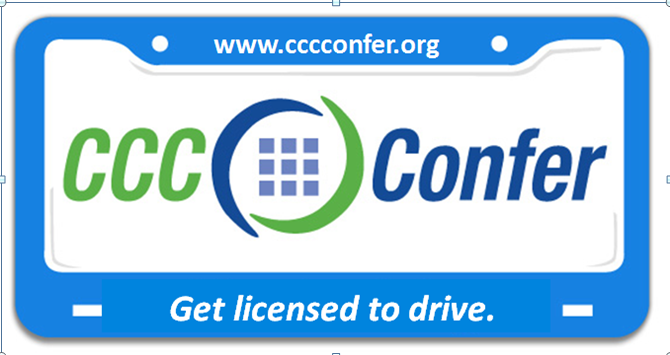 www.cccconfer.org
CCC Confer
Get licensed to drive.